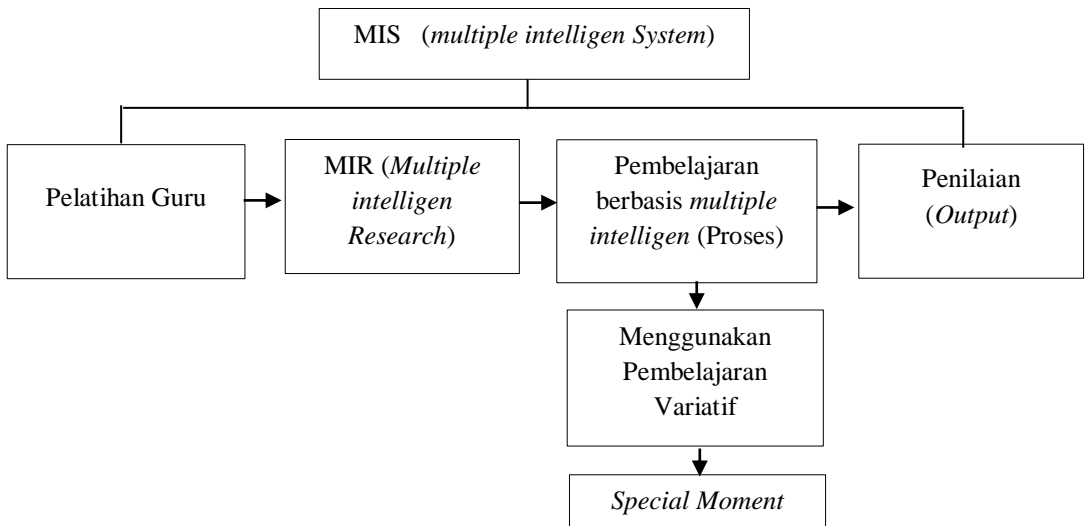 MIS (multiple intelligen System)
Pelatihan Guru
MIR (Multiple
intelligen
Research)
Pembelajaran
berbasis multiple
intelligen (Proses)
Penilaian
(Output)
Menggunakan
Pembelajaran
Variatif
Special Moment